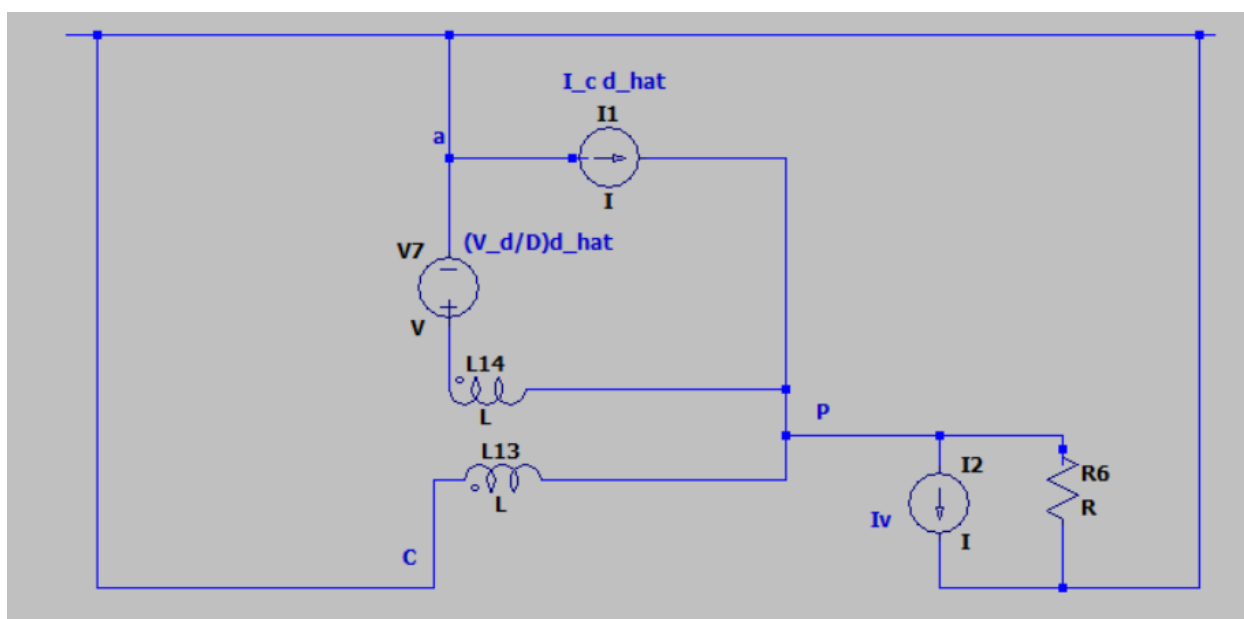 I_c d_hat
I1
a
I
V7
(V_d/D)d_hat
V
L14
L
P
L13
L
I2
R6
Iv
R
I
C